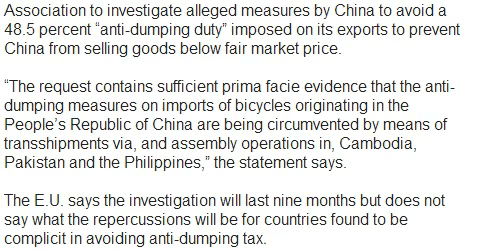 Association to investigate alleged measures by China to avoid a
48.5 percent “anti-dumping duty” imposed on its exports to prevent
China from selling goods below fair market price.
“The request contains sufficient prima facie evidence that the anti-
dumping measures on imports of bicycles originating in the
People’s Republic of China are being circumvented by means of
transshipments via, and assembly operations in, Cambodia,
Pakistan and the Philippines,” the statement says.
The E.U. says the investigation will last nine months but does not
say what the repercussions will be for countries found to be
complicit in avoiding anti-dumping tax.